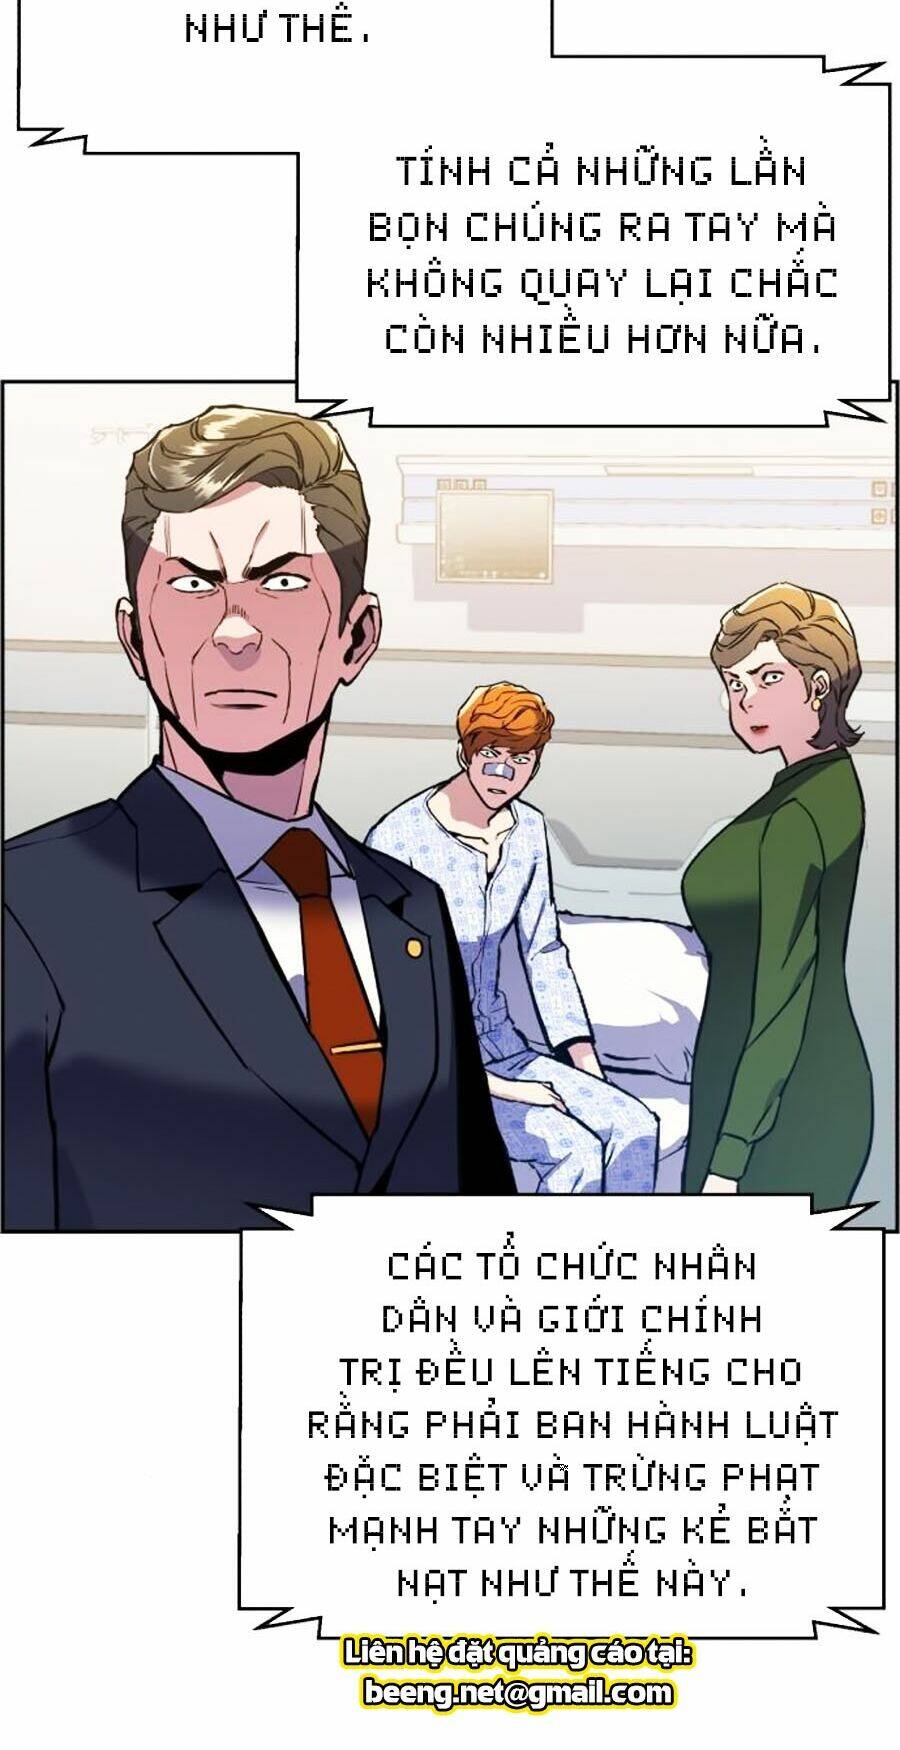 NHƯ THẾ.
TÍNH CẢ NHỮNG LẦN
BỌN CHÚNG RA TAY MÀ
KHÔNG QUAY LẠI CHẮC
CÒN NHIỀU HƠN NỮA.
CÁC TỔ CHỨC NHÂN
DÂN VÀ GIỚI CHÍNH
TRỊ ĐỀU LÊN TIẾNG CHO
RẰNG PHẢI BAN HÀNH LUẬT
ĐẶC BIỆT VÀ TRỪNG PHẠT
MẠNH TAY NHỮNG KẺ BẮT
NẠT NHƯ THẾ NÀY.
Liên hệ đặt quảng cáo tại:
beeng.net@gmail.com